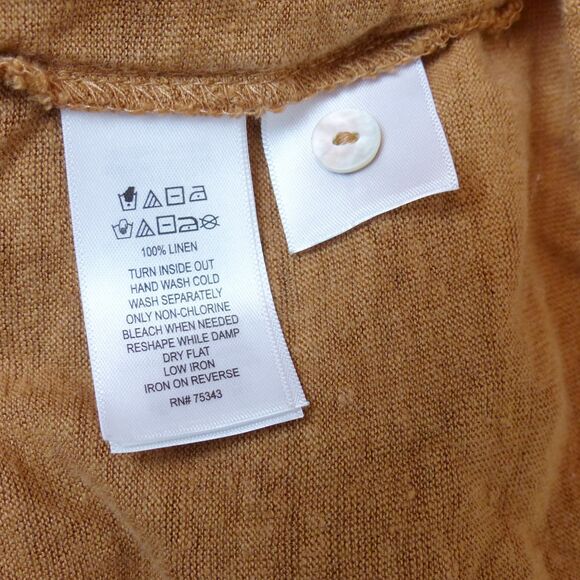 100% LINEN
TURN INSIDE OUT
HAND WASH COLD
WASH SEPARATELY
ONLY NON-CHLORINE
BLEACH WHEN NEEDED
RESHAPE WHILE DAMP
DRY FLAT
LOW IRON
IRON ON REVERSE
RN# 75343